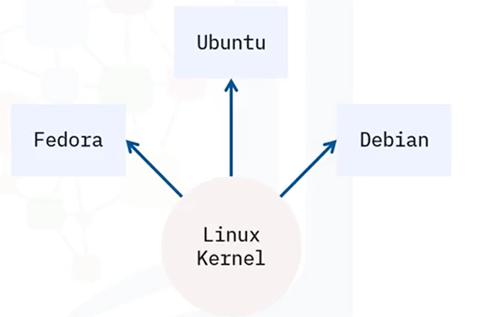 Ubuntu
Fedora
Debian
Linux
Kernel